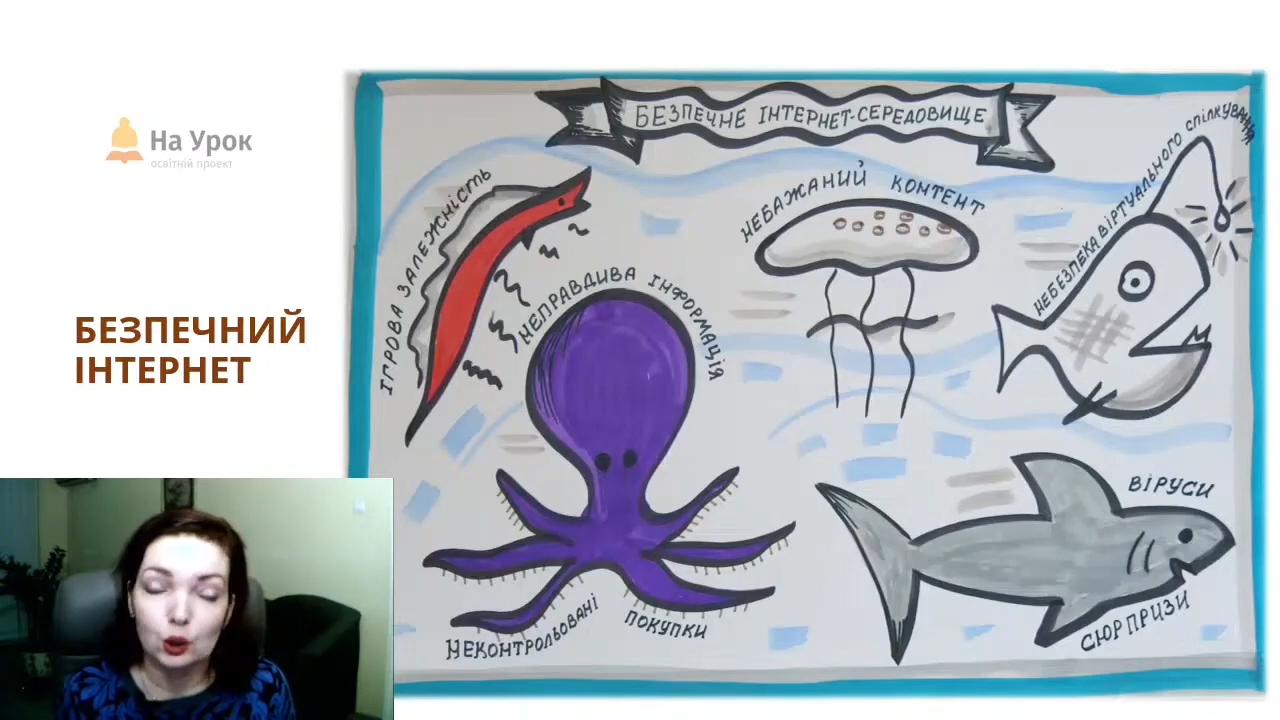 На Урок
освітній проект
БЕЗПЕЧНИЙ
ІНТЕРНЕТ
БЕЗПЕЧНЕ ІНТЕРНЕТ-СЕРЕДОВИЩЕ
ІГРОВА ЗАЛЕЖНІСТЬ
НЕПРАВДИВА ІНФОРМАЦІЯ
НЕБАЖАНИЙ КОНТЕНТ
НЕБЕЗПЕКА ВІРТУАЛЬНОГО СПІЛКУВАННЯ
ВІРУСИ
СЮРПРИЗИ
НЕКОНТРОЛЬОВАНІ ПОКУПКИ